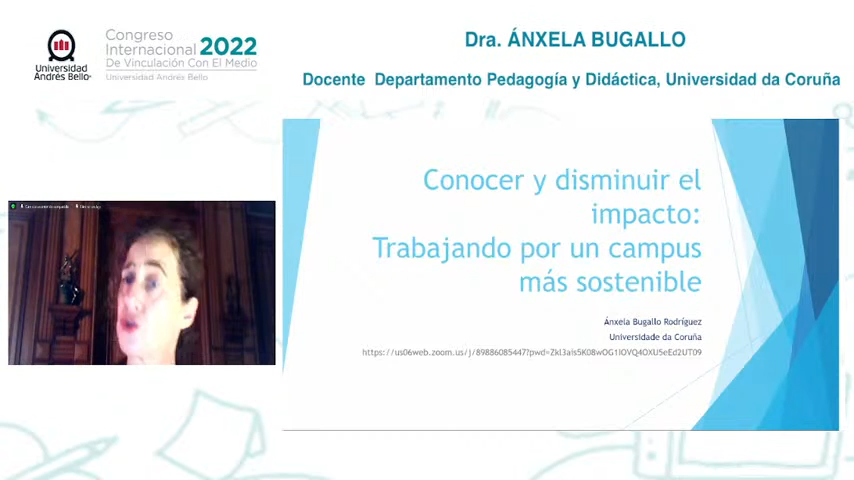 Universidad
Andrés Bello
Congreso
Internacional 2022
De Vinculación Con El Medio
Universidad Andrés Bello
Dra. ÁNXELA BUGALLO
Docente Departamento Pedagogía y Didáctica, Universidad da Coruña
Conocer y disminuir el
impacto:
Trabajando por un campus
más sostenible
Ánxela Bugallo Rodríguez
Universidade da Coruña